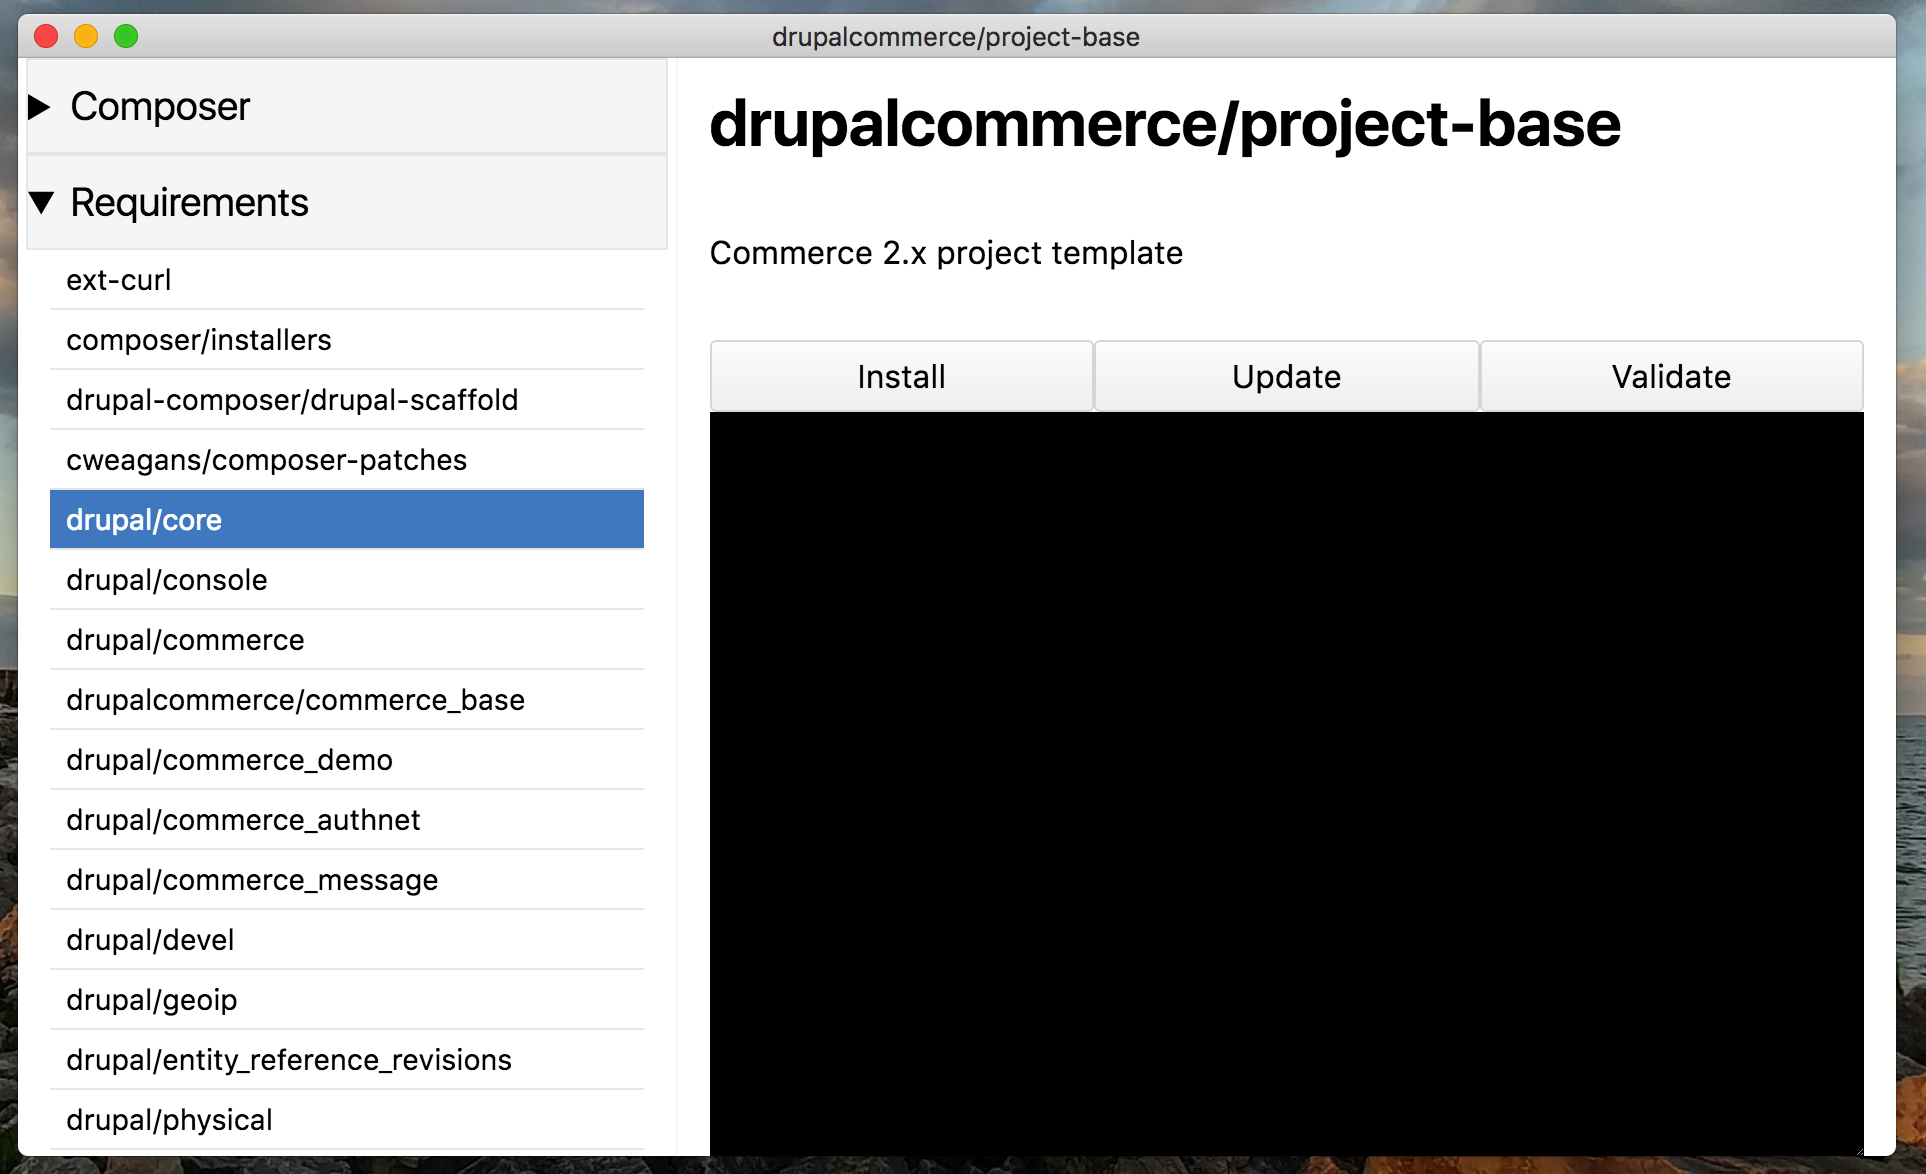 drupalcommerce/project-base
Composer
Requirements
ext-curl
composer/installers
drupal-composer/drupal-scaffold
cweagans/composer-patches
drupal/core
drupal/console
drupal/commerce
drupalcommerce/commerce_base
drupal/commerce_demo
drupal/commerce_authnet
drupal/commerce_message
drupal/devel
drupal/geoip
drupal/entity_reference_revisions
drupal/physical
drupalcommerce/project-base
Commerce 2.x project template
Install Update Validate